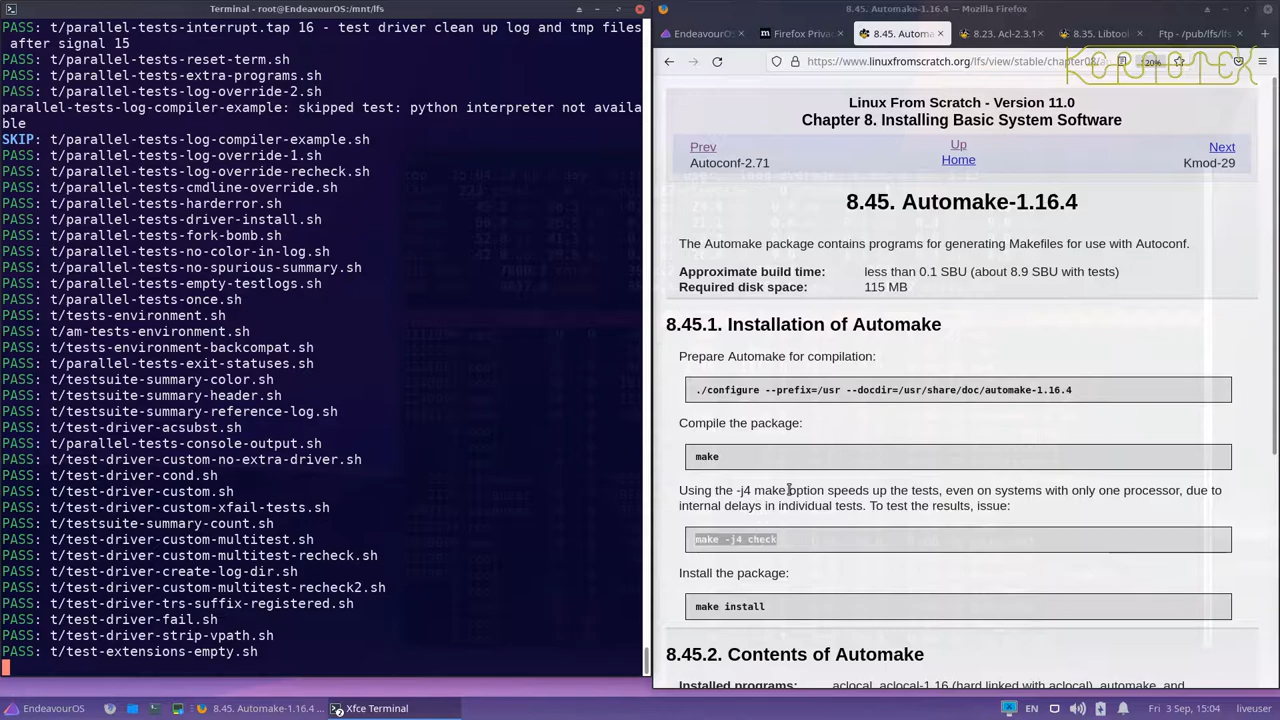 Terminal - root@EndeavourOS:/mnt/lfs
PASS: t/parallel-tests-interrupt.tap 16 - test driver clean up log and tmp files
after signal 15
PASS: t/parallel-tests-reset-term.sh
PASS: t/parallel-tests-extra-programs.sh
PASS: t/parallel-tests-log-override-2.sh
parallel-tests-log-compiler-example: skipped test: python interpreter not availa
ble
SKIP: t/parallel-tests-log-compiler-example.sh
PASS: t/parallel-tests-log-override-1.sh
PASS: t/parallel-tests-log-override-recheck.sh
PASS: t/parallel-tests-cmdline-override.sh
PASS: t/parallel-tests-harderror.sh
PASS: t/parallel-tests-driver-install.sh
PASS: t/parallel-tests-fork-bomb.sh
PASS: t/parallel-tests-no-color-in-log.sh
PASS: t/parallel-tests-no-spurious-summary.sh
PASS: t/parallel-tests-empty-testlogs.sh
PASS: t/parallel-tests-once.sh
PASS: t/tests-environment.sh
PASS: t/am-tests-environment.sh
PASS: t/tests-environment-backcompat.sh
PASS: t/parallel-tests-exit-statuses.sh
PASS: t/testsuite-summary-color.sh
PASS: t/testsuite-summary-header.sh
PASS: t/testsuite-summary-reference-log.sh
PASS: t/test-driver-acsubst.sh
PASS: t/parallel-tests-console-output.sh
PASS: t/test-driver-custom-no-extra-driver.sh
PASS: t/test-driver-cond.sh
PASS: t/test-driver-custom.sh
PASS: t/test-driver-custom-xfail-tests.sh
PASS: t/testsuite-summary-count.sh
PASS: t/test-driver-custom-multitest.sh
PASS: t/test-driver-custom-multitest-recheck.sh
PASS: t/test-driver-create-log-dir.sh
PASS: t/test-driver-custom-multitest-recheck2.sh
PASS: t/test-driver-trs-suffix-registered.sh
PASS: t/test-driver-fail.sh
PASS: t/test-driver-strip-vpath.sh
PASS: t/test-extensions-empty.sh
8.45. Automake-1.16.4 — Mozilla Firefox
EndeavourOS
Firefox Priva
8.45. Autom
8.23. Acl-2.3.1
8.35. Libtool
Ftp - /pub/lfs/lfs
https://www.linuxfromscratch.org/lfs/view/stable/chapter08/
120%
Linux From Scratch - Version 11.0
Chapter 8. Installing Basic System Software
Prev
Up
Next
Autoconf-2.71
Home
Kmod-29
8.45. Automake-1.16.4
The Automake package contains programs for generating Makefiles for use with Autoconf.
Approximate build time: less than 0.1 SBU (about 8.9 SBU with tests)
Required disk space: 115 MB
8.45.1. Installation of Automake
Prepare Automake for compilation:
./configure --prefix=/usr --docdir=/usr/share/doc/automake-1.16.4
Compile the package:
make
Using the -j4 make option speeds up the tests, even on systems with only one processor, due to
internal delays in individual tests. To test the results, issue:
make -j4 check
Install the package:
make install
8.45.2. Contents of Automake
Installed programs: aclocal, aclocal-1.16 (hard linked with aclocal), automake, and
EndeavourOS
8.45. Automake-1.16.4 ...
Xfce Terminal
EN
Fri 3 Sep, 15:04
liveuser